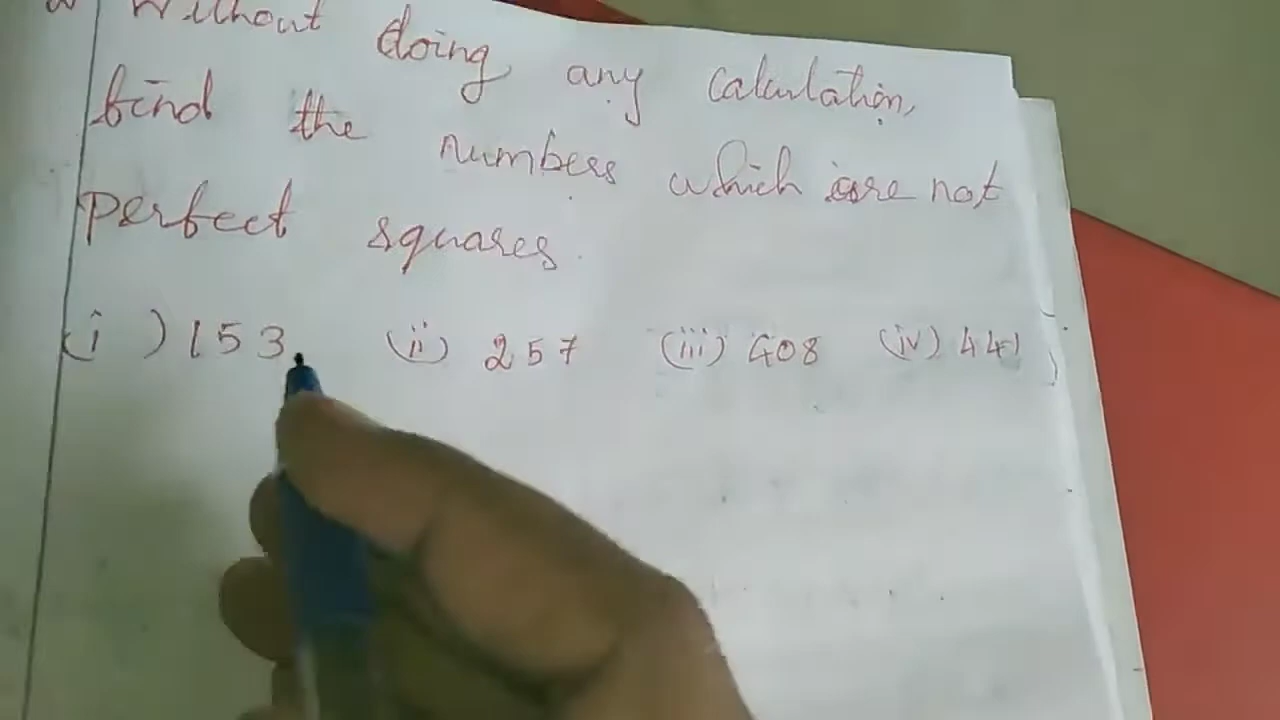 Without doing any calculation,
find the numbers which are not
perfect squares.
(i) 153 (ii) 257 (iii) 408 (iv) 441